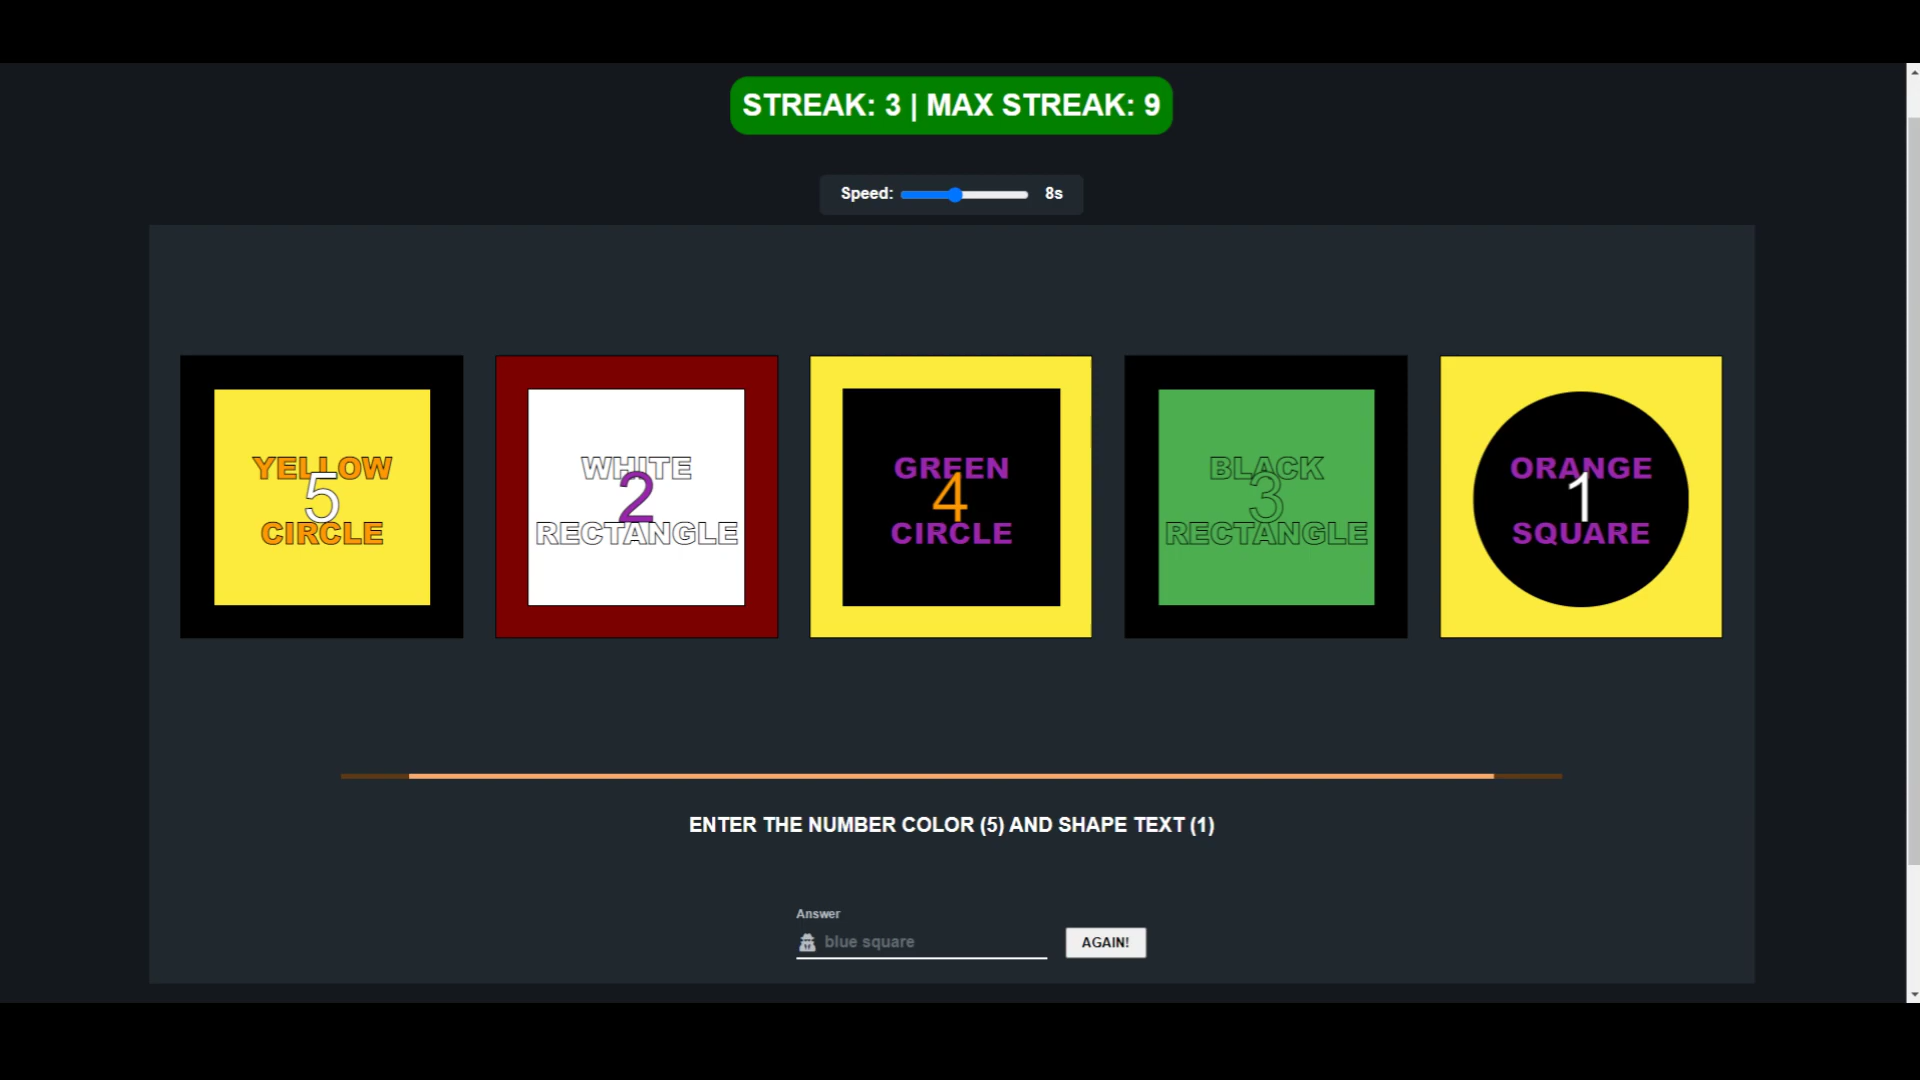 STREAK: 3 | MAX STREAK: 9
Speed: 8s
YELLOW
5
CIRCLE
WHITE
2
RECTANGLE
GREEN
4
CIRCLE
BLACK
3
RECTANGLE
ORANGE
1
SQUARE
ENTER THE NUMBER COLOR (5) AND SHAPE TEXT (1)
Answer
blue square
AGAIN!